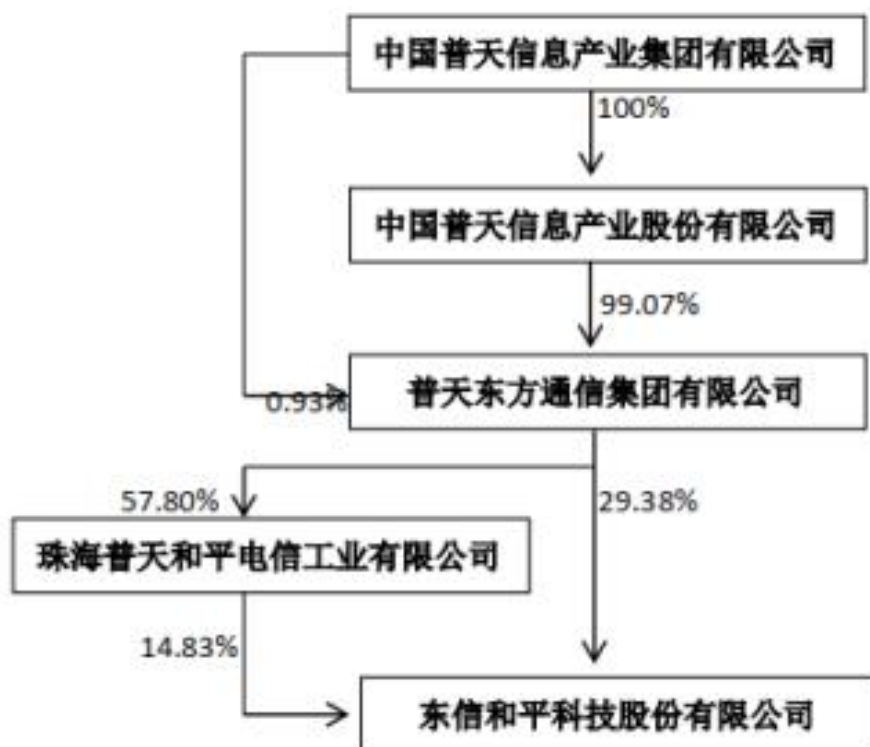 中国普天信息产业集团有限公司
100%
中国普天信息产业股份有限公司
99.07%
普天东方通信集团有限公司
0.93%
57.80%
29.38%
珠海普天和平电信工业有限公司
14.83%
东信和平科技股份有限公司